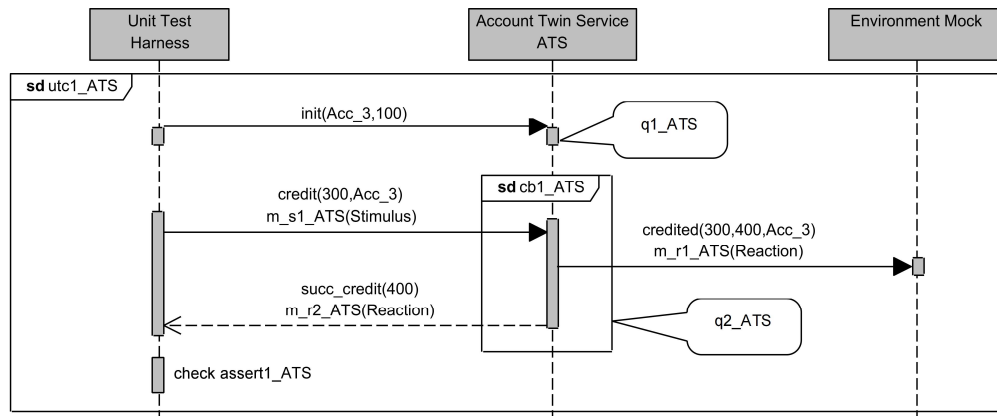 Unit Test
Harness
Account Twin Service
ATS
Environment Mock
sd utc1_ATS
init(Acc_3,100)
q1_ATS
sd cb1_ATS
credit(300,Acc_3)
m_s1_ATS(Stimulus)
credited(300,400,Acc_3)
m_r1_ATS(Reaction)
succ_credit(400)
m_r2_ATS(Reaction)
q2_ATS
check assert1_ATS